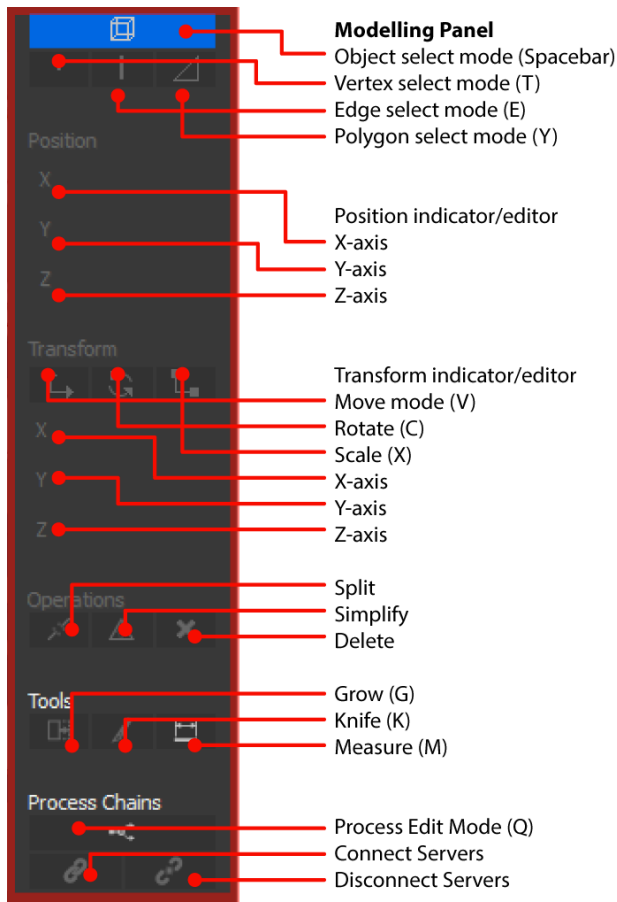 Modelling Panel
Object select mode (Spacebar)
Vertex select mode (T)
Edge select mode (E)
Polygon select mode (Y)
Position
X
Y
Z
Position indicator/editor
X-axis
Y-axis
Z-axis
Transform
X
Y
Z
Transform indicator/editor
Move mode (V)
Rotate (C)
Scale (X)
X-axis
Y-axis
Z-axis
Operations
Split
Simplify
Delete
Tools
Grow (G)
Knife (K)
Measure (M)
Process Chains
Process Edit Mode (Q)
Connect Servers
Disconnect Servers